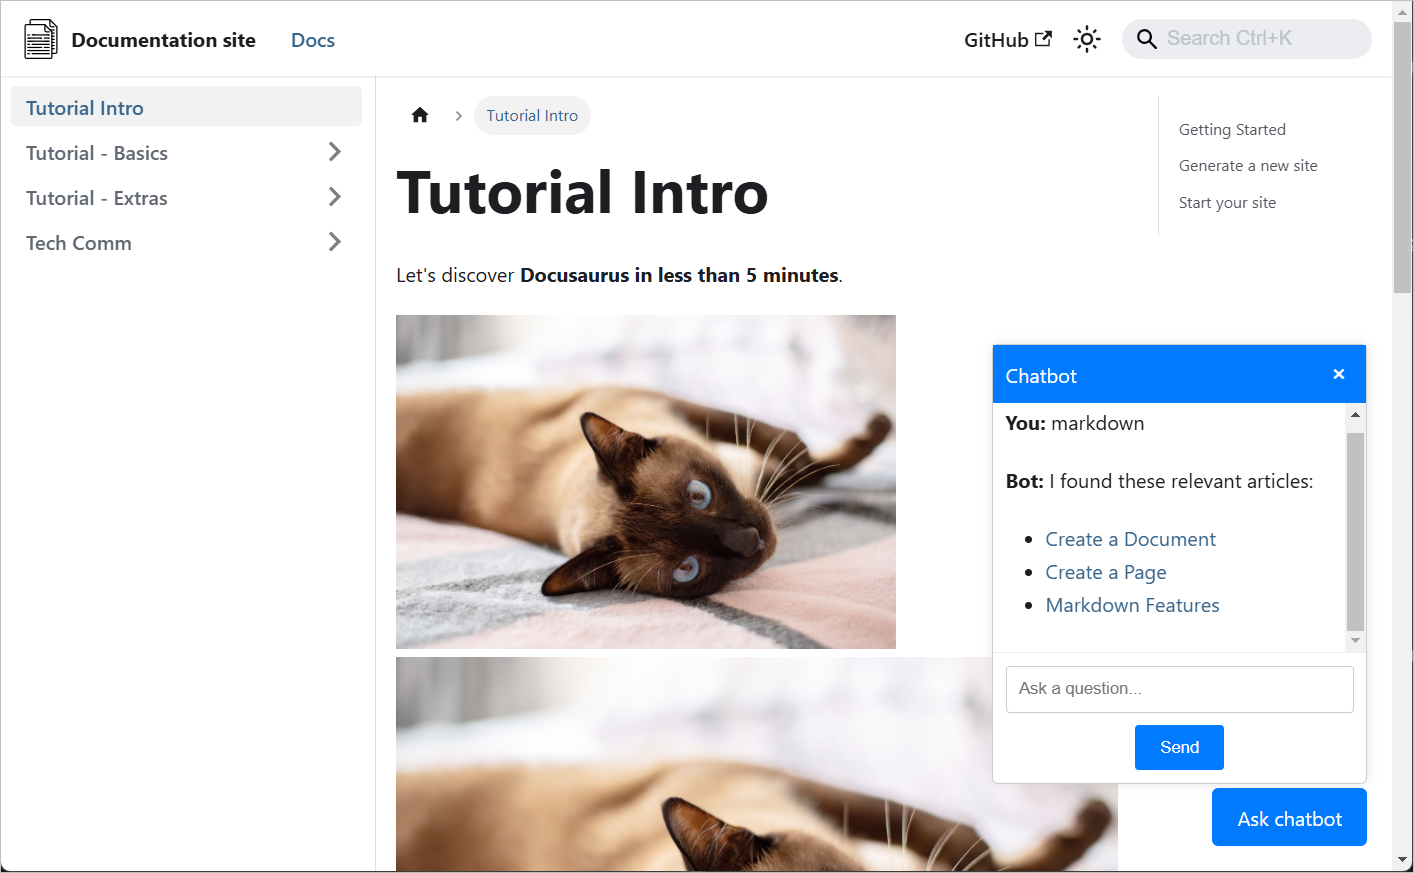 Documentation site
Docs
GitHub
Search Ctrl+K
Tutorial Intro
Tutorial - Basics
Tutorial - Extras
Tech Comm
Tutorial Intro
Tutorial Intro
Let's discover Docusaurus in less than 5 minutes.
Getting Started
Generate a new site
Start your site
Chatbot
You: markdown
Bot: I found these relevant articles:
Create a Document
Create a Page
Markdown Features
Ask a question...
Send
Ask chatbot